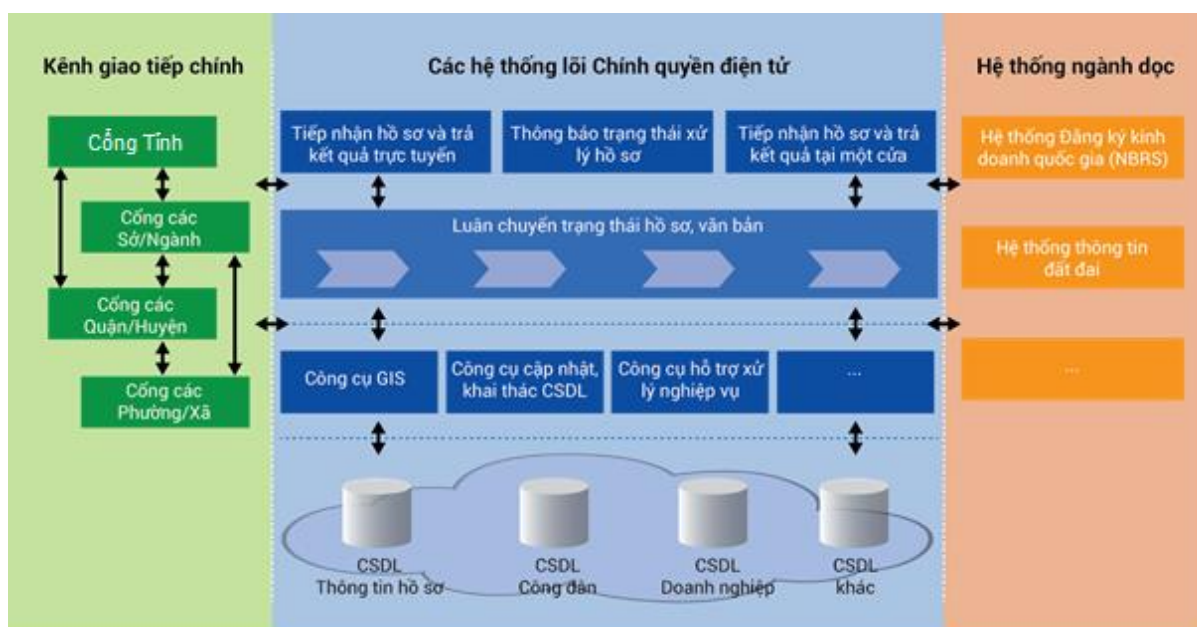 Kênh giao tiếp chính
Cổng Tỉnh
Cổng các
Sở/Ngành
Cổng các
Quận/Huyện
Cổng các
Phường/Xã
Các hệ thống lõi Chính quyền điện tử
Tiếp nhận hồ sơ và trả
kết quả trực tuyến
Thông báo trạng thái xử
lý hồ sơ
Tiếp nhận hồ sơ và trả
kết quả tại một cửa
Luân chuyển trạng thái hồ sơ, văn bản
Công cụ GIS
Công cụ cập nhật,
khai thác CSDL
Công cụ hỗ trợ xử
lý nghiệp vụ
...
CSDL
Thông tin hồ sơ
CSDL
Công dân
CSDL
Doanh nghiệp
CSDL
khác
Hệ thống ngành dọc
Hệ thống Đăng ký kinh
doanh quốc gia (NBRS)
Hệ thống thông tin
đất đai
...